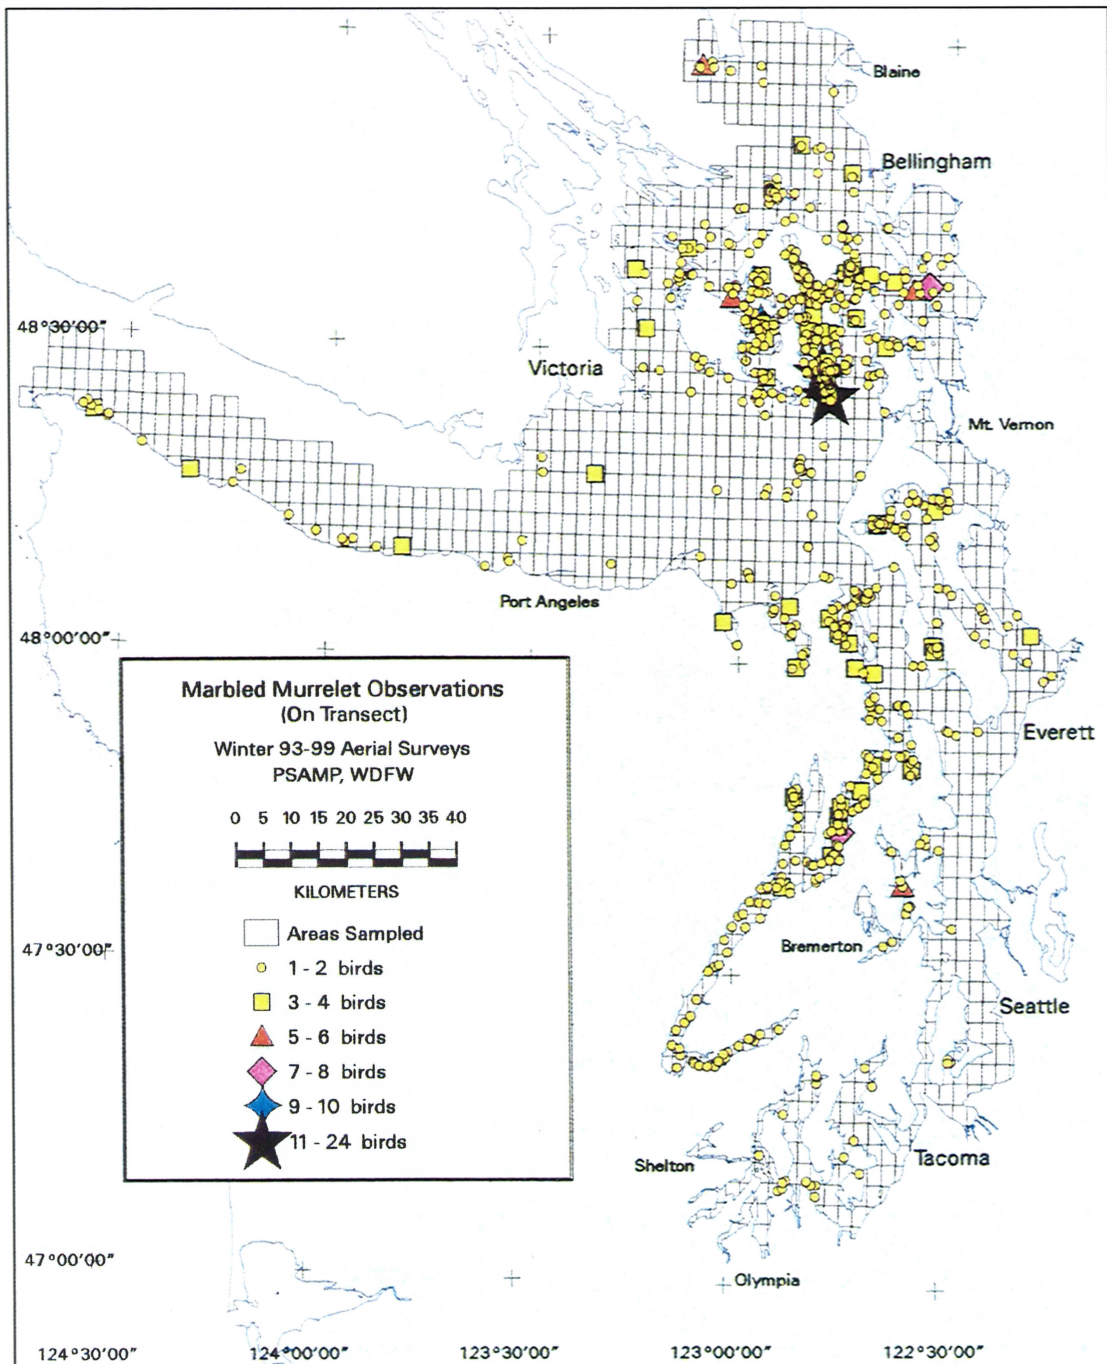 Blaine
Bellingham
48°30'00"
Victoria
Mt. Vernon
Port Angeles
48°00'00"
Marbled Murrelet Observations
(On Transect)
Winter 93-99 Aerial Surveys
PSAMP, WDFW
0 5 10 15 20 25 30 35 40
KILOMETERS
Areas Sampled
1 - 2 birds
3 - 4 birds
5 - 6 birds
7 - 8 birds
9 - 10 birds
11 - 24 birds
Everett
47°30'00"
Bremerton
Seattle
Shelton
Tacoma
47°00'00"
Olympia
124°30'00" 124°00'00" 123°30'00" 123°00'00" 122°30'00"